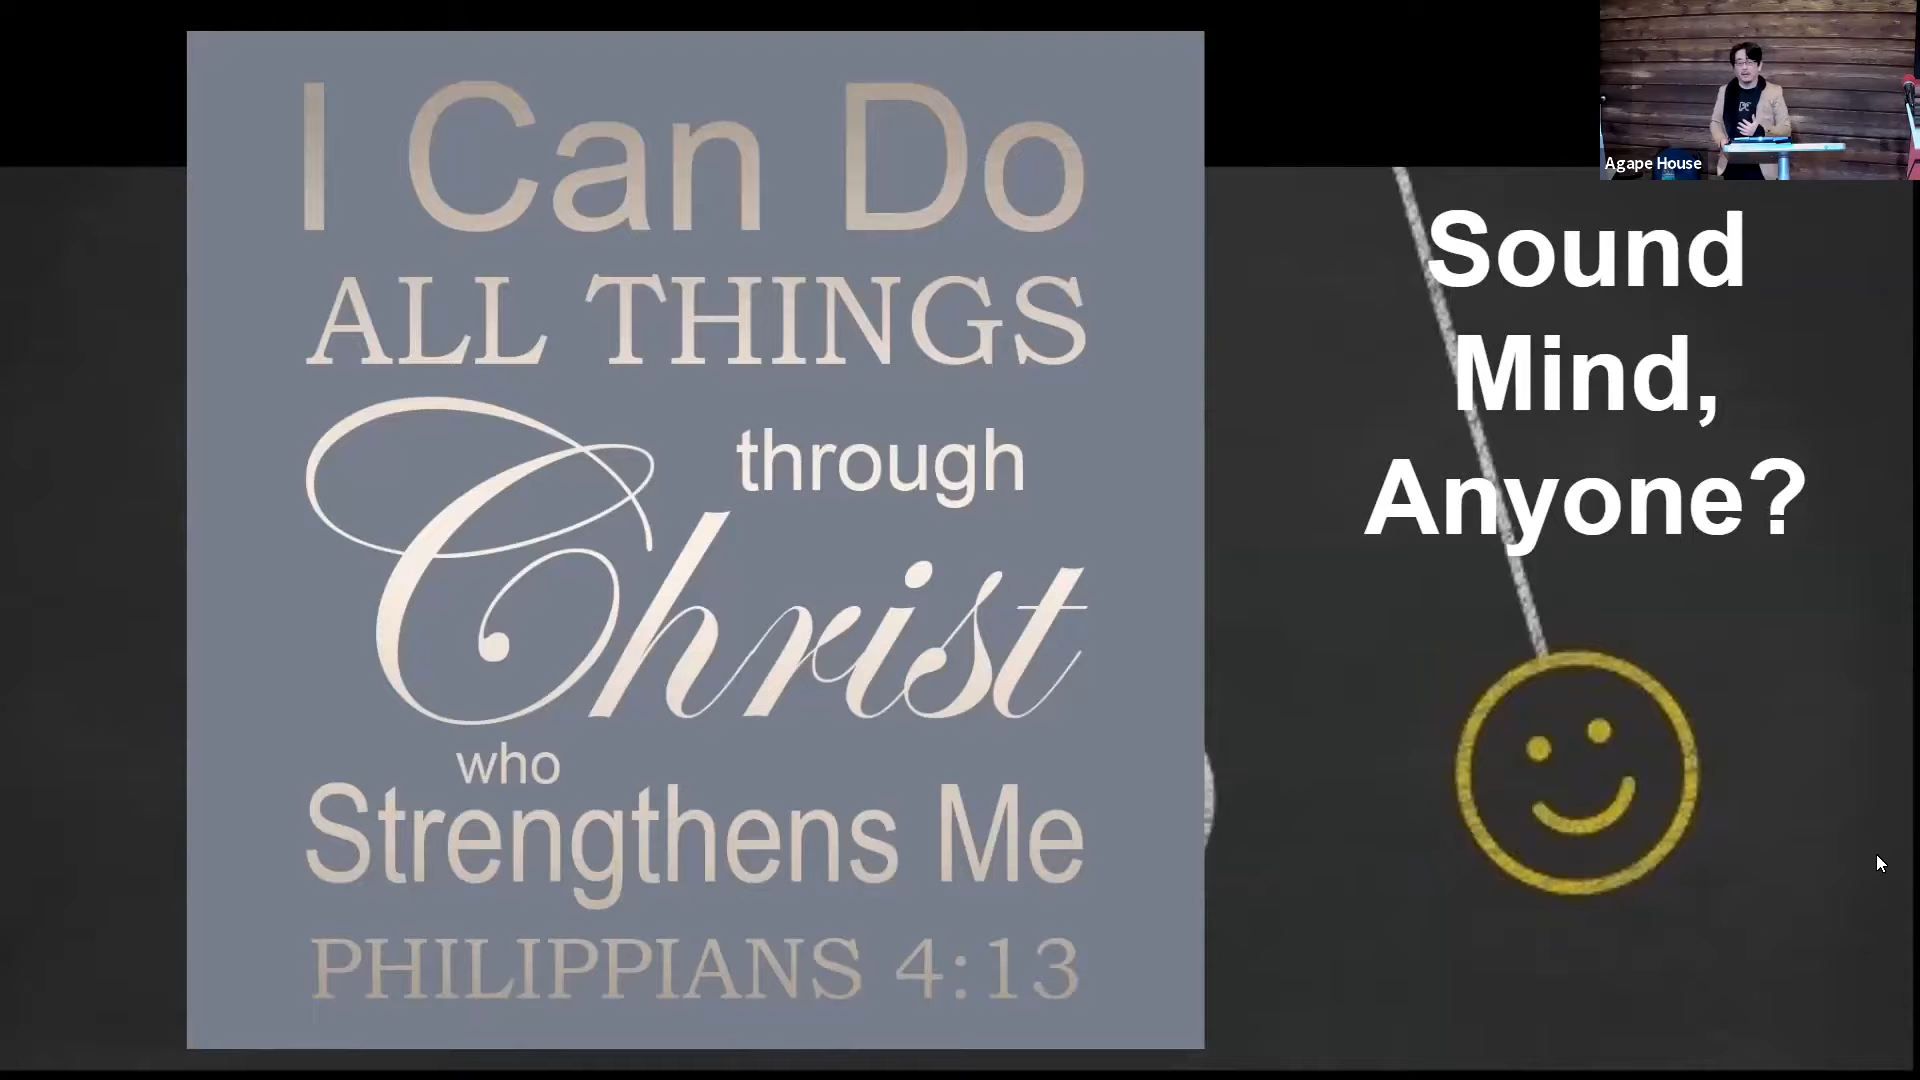 I Can Do
ALL THINGS
through
Christ
who
Strengthens Me
PHILIPPIANS 4:13
Sound
Mind,
Anyone?
Agape House